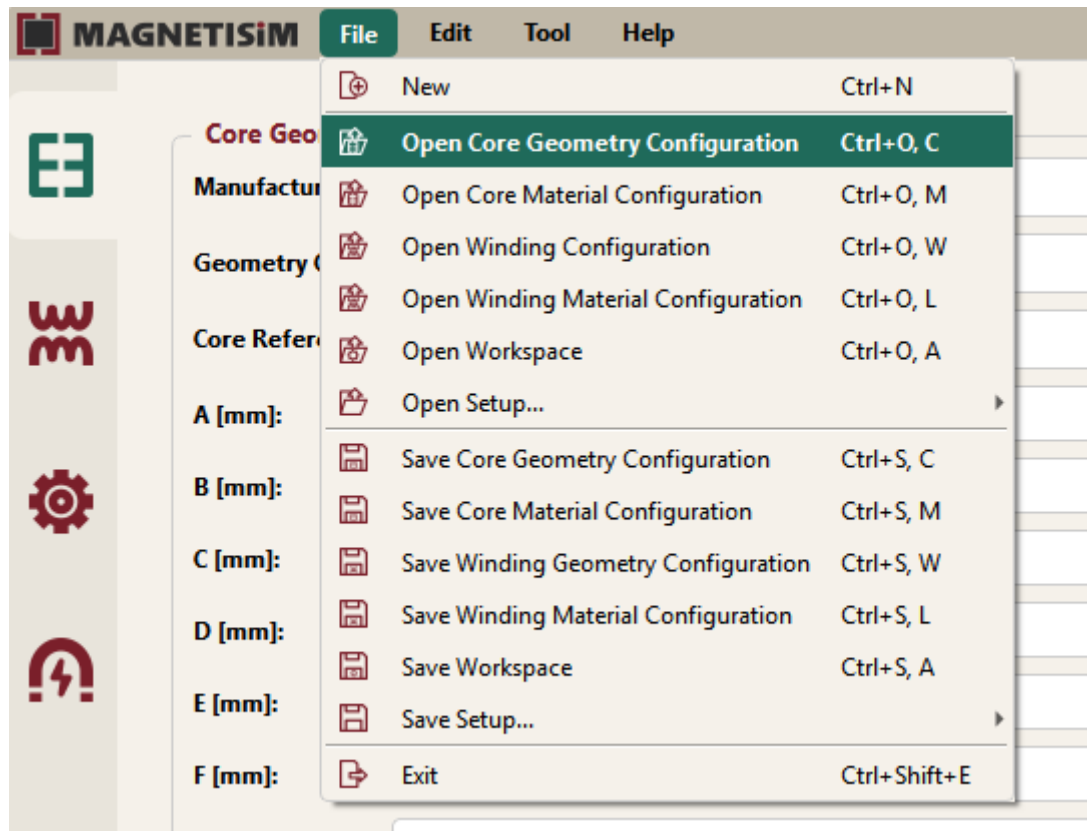 MAGNETISiM File Edit Tool Help
New Ctrl+N
Core Geo
Open Core Geometry Configuration Ctrl+O, C
Manufactur
Open Core Material Configuration Ctrl+O, M
Open Winding Configuration Ctrl+O, W
Geometry
Open Winding Material Configuration Ctrl+O, L
Core Refer
Open Workspace Ctrl+O, A
A [mm]:
Open Setup...
Save Core Geometry Configuration Ctrl+S, C
B [mm]:
Save Core Material Configuration Ctrl+S, M
C [mm]:
Save Winding Geometry Configuration Ctrl+S, W
Save Winding Material Configuration Ctrl+S, L
D [mm]:
Save Workspace Ctrl+S, A
E [mm]:
Save Setup...
F [mm]:
Exit Ctrl+Shift+E